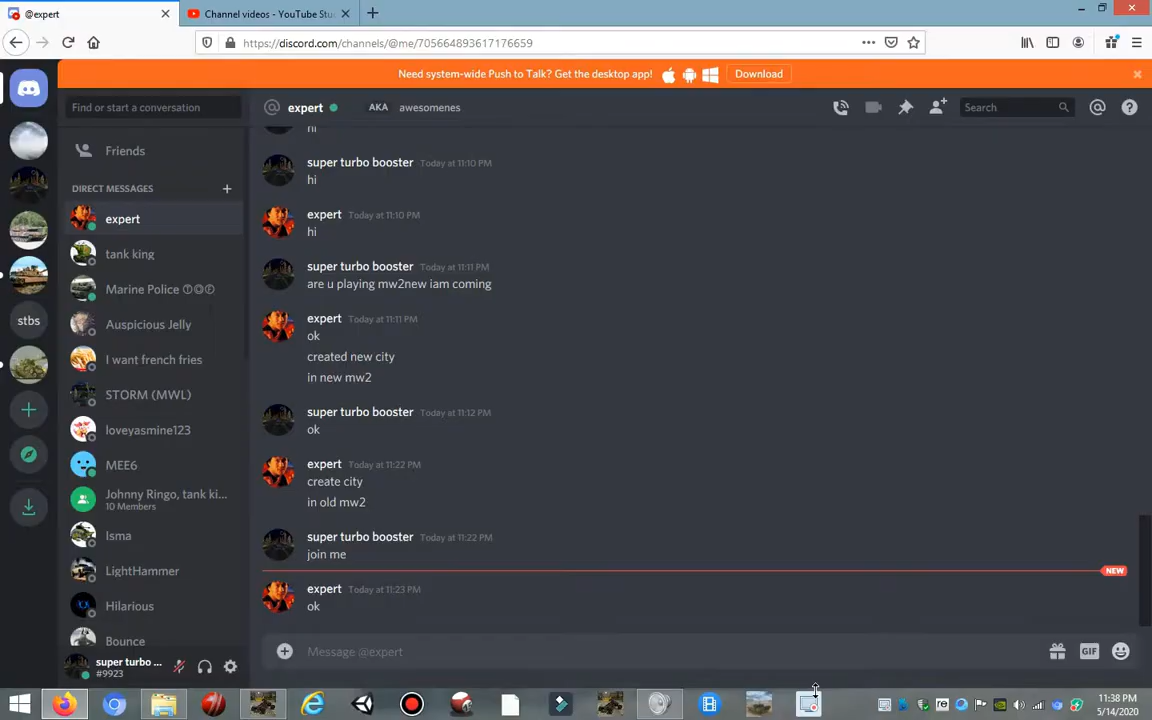 @expert
Channel videos - YouTube Stu
https://discord.com/channels/@me/705664893617176659
Need system-wide Push to Talk? Get the desktop app!
Download
Find or start a conversation
expert
AKA awesomenes
Search
Friends
DIRECT MESSAGES
expert
tank king
Marine Police ⓉⓄⒺ
Auspicious Jelly
I want french fries
STORM (MWL)
loveyasmine123
MEE6
Johnny Ringo, tank ki...
10 Members
Isma
LightHammer
Hilarious
Bounce
stbs
super turbo ...
#9923
hi
super turbo booster Today at 11:10 PM
hi
expert Today at 11:10 PM
hi
super turbo booster Today at 11:11 PM
are u playing mw2new iam coming
expert Today at 11:11 PM
ok
created new city
in new mw2
super turbo booster Today at 11:12 PM
ok
expert Today at 11:22 PM
create city
in old mw2
super turbo booster Today at 11:22 PM
join me
NEW
expert Today at 11:23 PM
ok
Message @expert
GIF
11:38 PM
5/14/2020